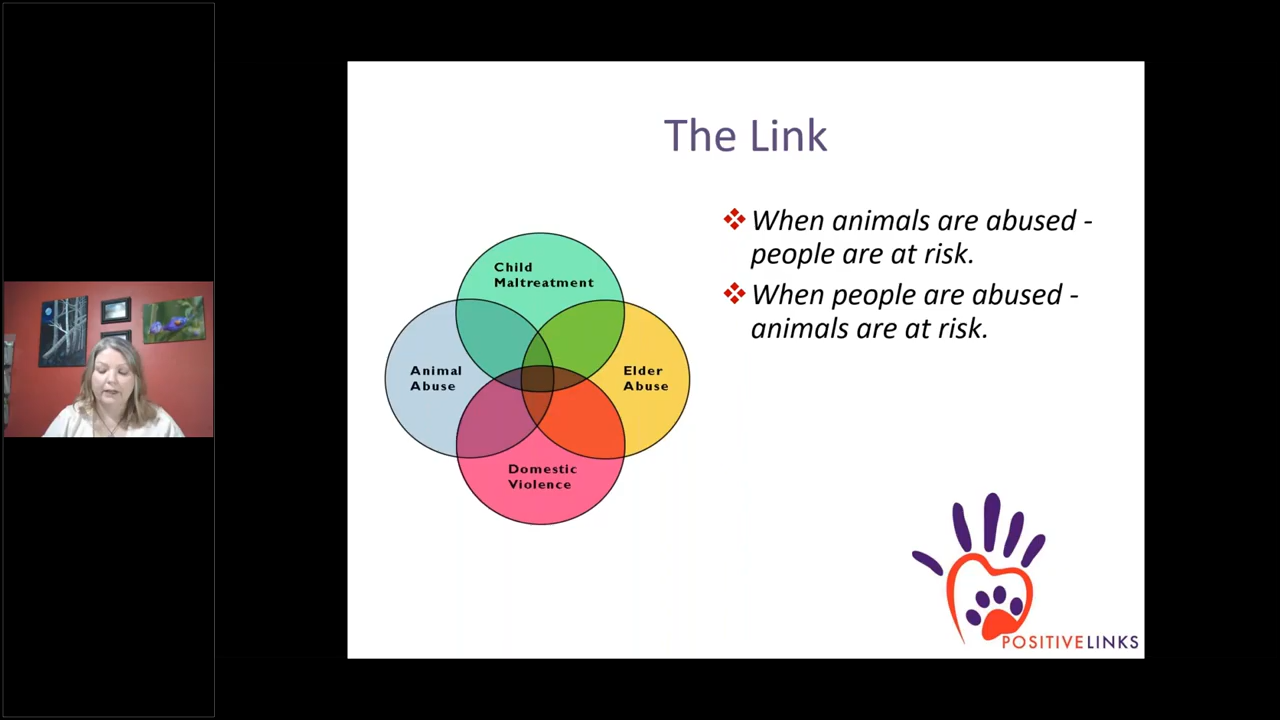 The Link
When animals are abused -
people are at risk.
When people are abused -
animals are at risk.
Child
Maltreatment
Animal
Abuse
Elder
Abuse
Domestic
Violence
POSITIVELINKS